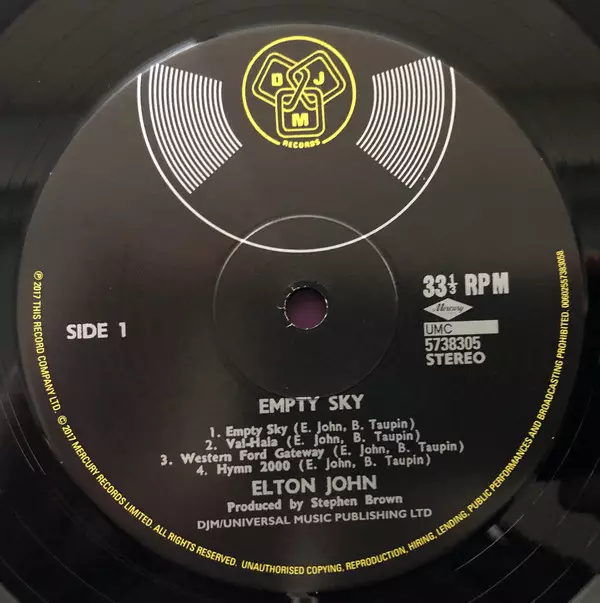 D J
M
RECORDS
33⅓ RPM
Mercury
SIDE 1
UMC
5738305
STEREO
EMPTY SKY
1. Empty Sky (E. John, B. Taupin)
2. Val-Hala (E. John, B. Taupin)
3. Western Ford Gateway (E. John, B. Taupin)
4. Hymn 2000 (E. John, B. Taupin)
ELTON JOHN
Produced by Stephen Brown
DJM/UNIVERSAL MUSIC PUBLISHING LTD
℗ 2017 THIS RECORD COMPANY LTD. © 2017 MERCURY RECORDS LIMITED. ALL RIGHTS RESERVED. UNAUTHORISED COPYING, REPRODUCTION, HIRING, LENDING, PUBLIC PERFORMANCES AND BROADCASTING PROHIBITED. 00602557383058